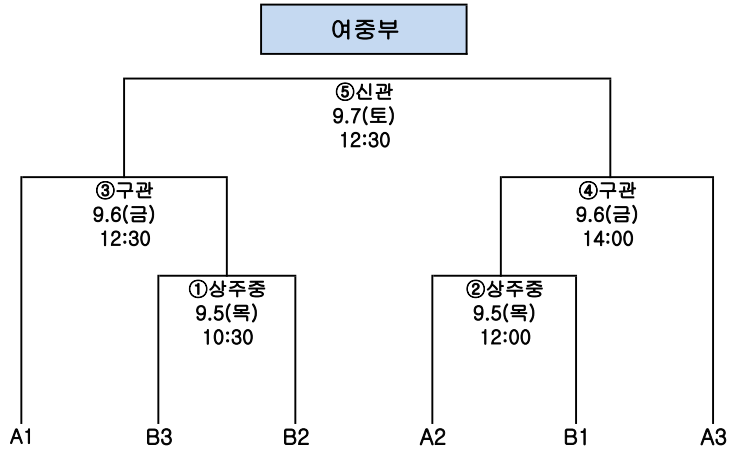 여중부
⑤신관
9.7(토)
12:30
③구관
9.6(금)
12:30
④구관
9.6(금)
14:00
①상주중
9.5(목)
10:30
②상주중
9.5(목)
12:00
A1
B3
B2
A2
B1
A3